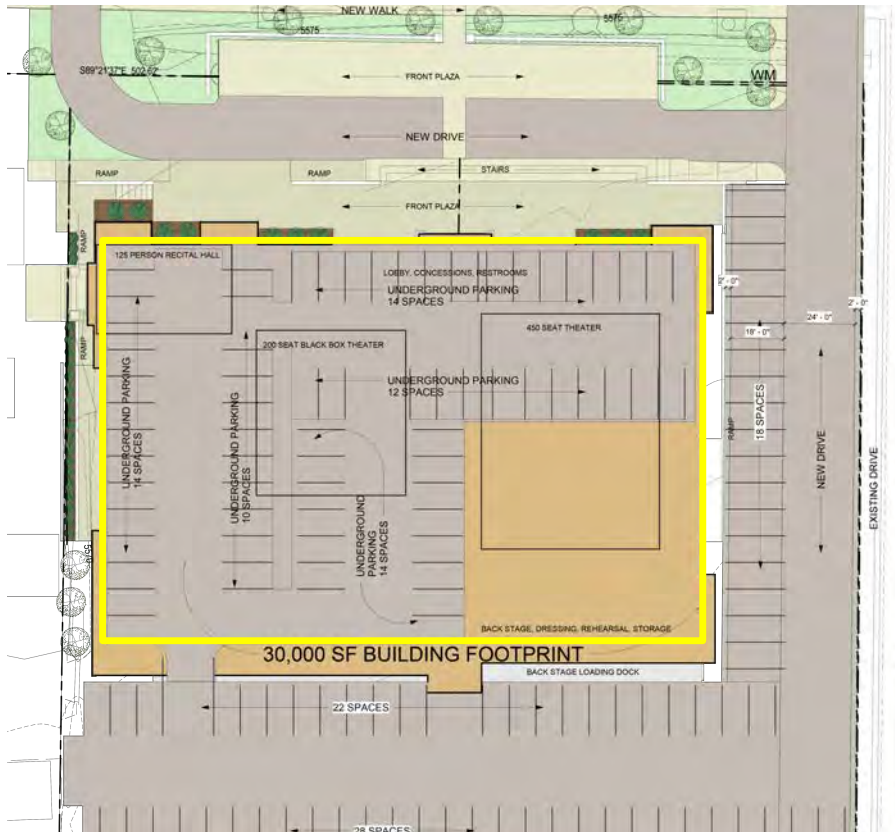 NEW WALK
5575
5575
S89°21'37"E 502.62'
FRONT PLAZA
WM
NEW DRIVE
RAMP
RAMP
STAIRS
FRONT PLAZA
RAMP
125 PERSON RECITAL HALL
LOBBY, CONCESSIONS, RESTROOMS
UNDERGROUND PARKING
14 SPACES
2' - 0"
2' - 0"
24' - 0"
18' - 0"
450 SEAT THEATER
200 SEAT BLACK BOX THEATER
RAMP
UNDERGROUND PARKING
12 SPACES
UNDERGROUND PARKING
14 SPACES
UNDERGROUND PARKING
10 SPACES
UNDERGROUND
PARKING
14 SPACES
RAMP
18 SPACES
NEW DRIVE
EXISTING DRIVE
5570
BACK STAGE, DRESSING, REHEARSAL, STORAGE
30,000 SF BUILDING FOOTPRINT
BACK STAGE LOADING DOCK
22 SPACES
28 SPACES